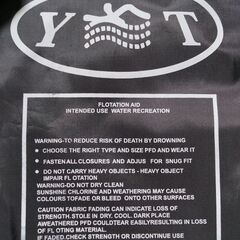 Y T
FLOTATION AID
INTENDED USE WATER RECREATION
WARNING-TO REDUCE RISK OF DEATH BY DROWNING
• CHOOSE THE RIGHT TYPE AND SIZE PFD AND WEAR IT
• FASTEN ALL CLOSURES AND ADJUS FOR SNUG FIT
• DO NOT CARRY HEAVY OBJECTS - HEAVY OBJECT
IMPAIR FL OTATION
WARNING-DO NOT DRY CLEAN
SUNSHINE CHLORINE AND WEATHERING MAY CAUSE
COLOURS TOFADE OR BLEED ONTO OTHER SURFACES
CAUTION FABRIC FADING CAN INDICATE LOSS OF
STRENGTH.STOLE IN DRY. COOL. DARK PLACE
AWEATHERED PFD COULDTEAR EASLYRESULTING IN LOSS
OF FL OTING MATERIAL.
IF FADED.CHECK STRENGTH OR DISCONTINUE USE